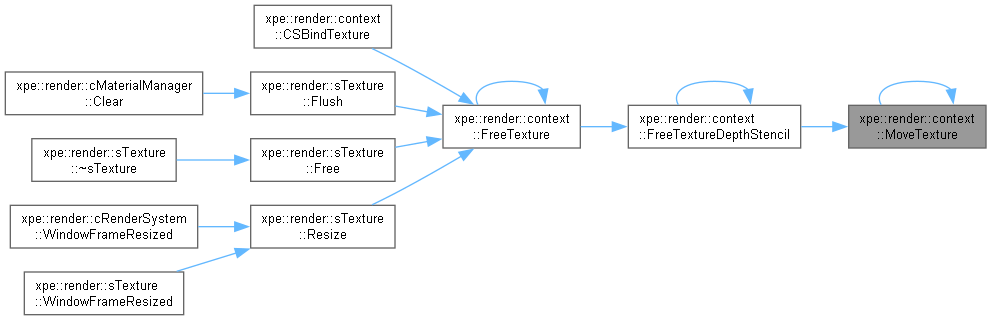 xpe::render::context
::CSBindTexture
xpe::render::cMaterialManager
::Clear
xpe::render::sTexture
::Flush
xpe::render::context
::FreeTexture
xpe::render::context
::FreeTextureDepthStencil
xpe::render::context
::MoveTexture
xpe::render::sTexture
::~sTexture
xpe::render::sTexture
::Free
xpe::render::cRenderSystem
::WindowFrameResized
xpe::render::sTexture
::Resize
xpe::render::sTexture
::WindowFrameResized